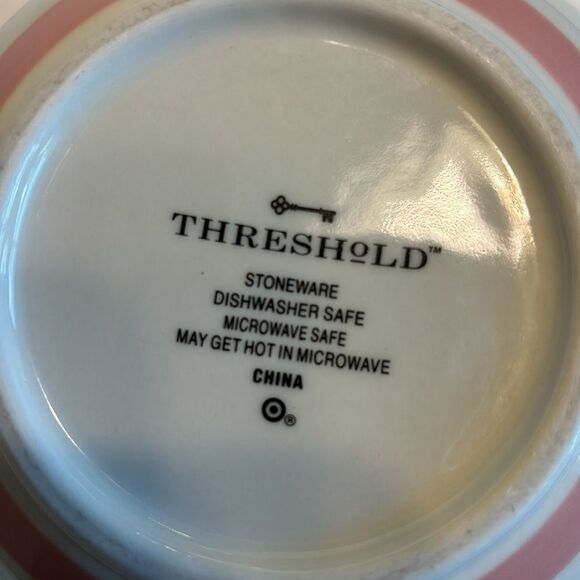 THRESHOLD™
STONEWARE
DISHWASHER SAFE
MICROWAVE SAFE
MAY GET HOT IN MICROWAVE
CHINA
®